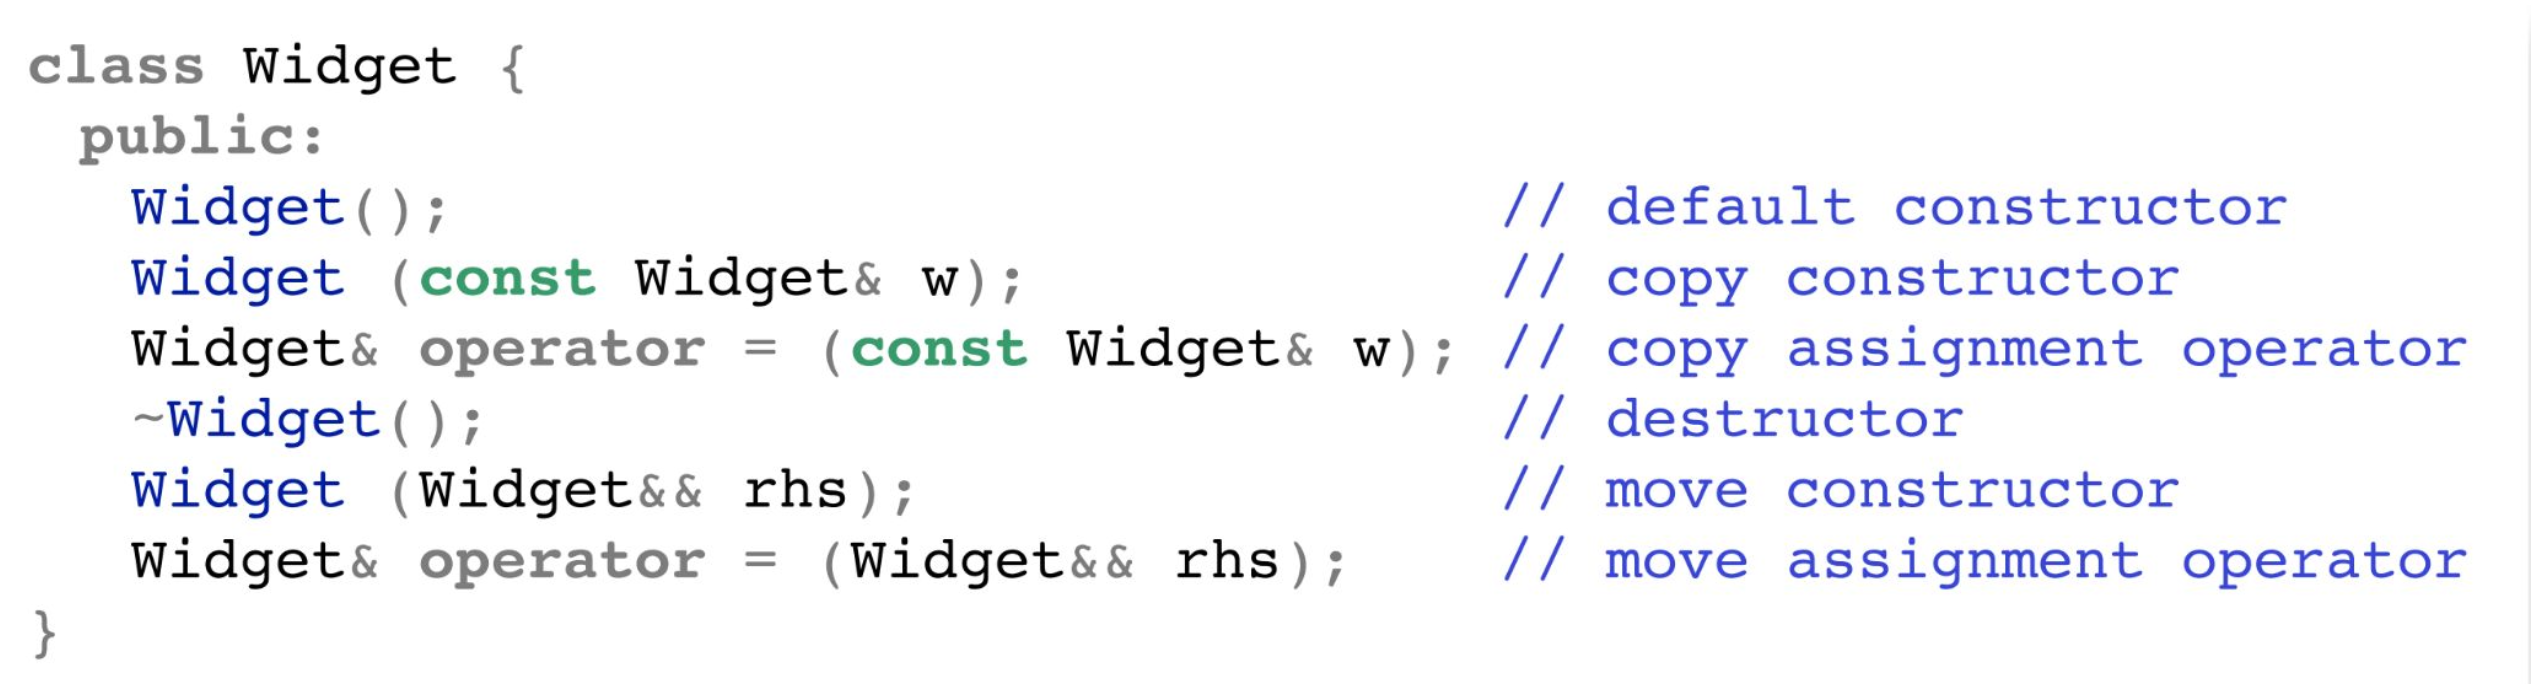 class Widget {
  public:
    Widget();                               // default constructor
    Widget (const Widget& w);               // copy constructor
    Widget& operator = (const Widget& w); // copy assignment operator
    ~Widget();                              // destructor
    Widget (Widget&& rhs);                  // move constructor
    Widget& operator = (Widget&& rhs);      // move assignment operator
}